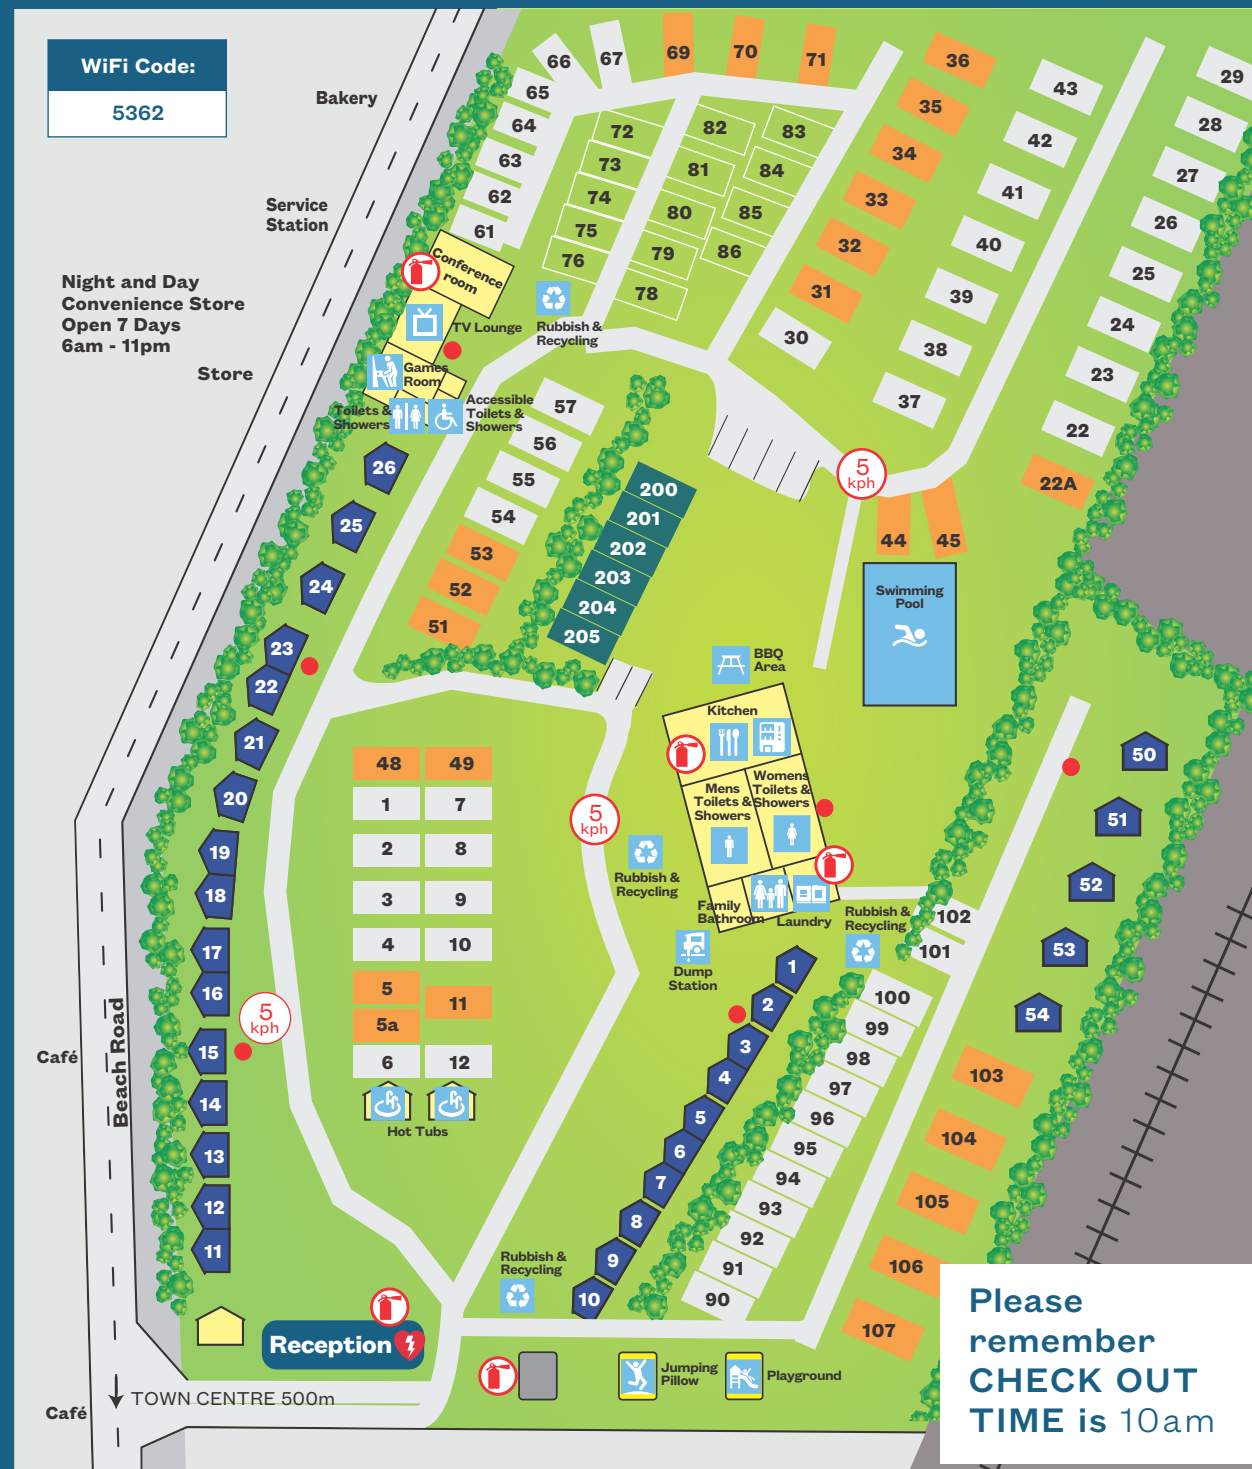 WiFi Code:
5362
Bakery
Service
Station
Night and Day
Convenience Store
Open 7 Days
6am - 11pm
Store
Café
Beach Road
Café
TOWN CENTRE 500m
66
67
69
70
71
65
64
63
62
61
72
73
74
75
76
82
81
80
79
78
83
84
85
86
36
35
34
33
32
31
30
43
42
41
40
39
38
37
29
28
27
26
25
24
23
22
22A
Conference
room
TV Lounge
Games
Room
Toilets &
Showers
Accessible
Toilets &
Showers
Rubbish &
Recycling
57
56
55
54
53
52
51
200
201
202
203
204
205
5
kph
44
45
Swimming
Pool
26
25
24
23
22
21
20
19
18
17
16
15
14
13
12
11
5
kph
48
49
1
7
2
8
3
9
4
10
5
11
5a
6
12
Hot Tubs
5
kph
BBQ
Area
Kitchen
Mens
Toilets &
Showers
Womens
Toilets &
Showers
Family
Bathroom
Laundry
Rubbish &
Recycling
Dump
Station
Rubbish &
Recycling
50
51
52
53
54
102
101
100
99
98
97
96
95
94
93
92
91
90
1
2
3
4
5
6
7
8
9
10
103
104
105
106
107
Rubbish &
Recycling
Reception
Jumping
Pillow
Playground
Please
remember
CHECK OUT
TIME is 10am